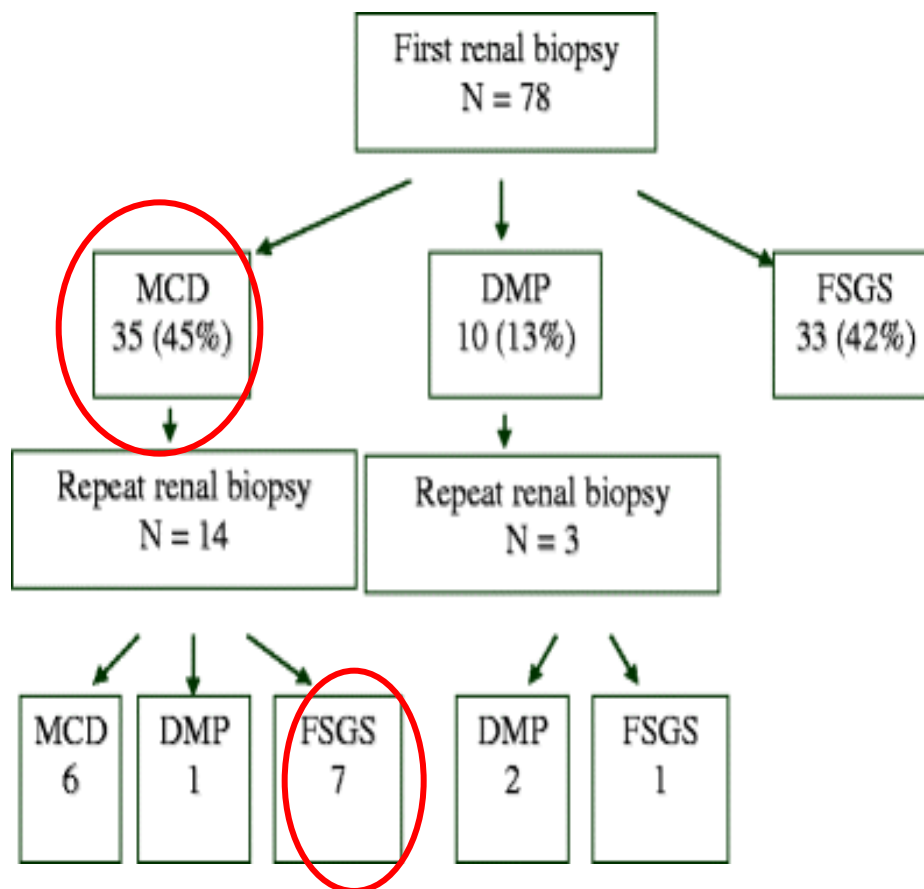 First renal biopsy
N = 78
MCD
35 (45%)
DMP
10 (13%)
FSGS
33 (42%)
Repeat renal biopsy
N = 14
Repeat renal biopsy
N = 3
MCD
6
DMP
1
FSGS
7
DMP
2
FSGS
1